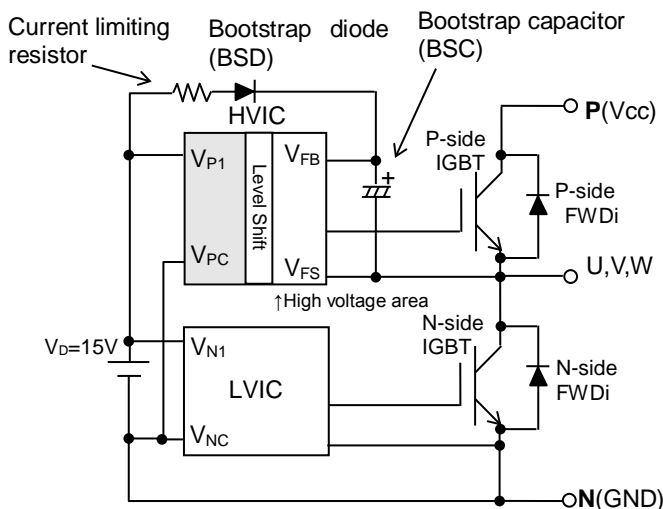 Current limiting
resistor
Bootstrap diode
(BSD)
Bootstrap capacitor
(BSC)
HVIC
P(Vcc)
VP1
Level Shift
VFB
+
P-side
IGBT
P-side
FWDi
VPC
VFS
U,V,W
↑High voltage area
VD=15V
VN1
LVIC
N-side
IGBT
N-side
FWDi
VNC
N(GND)